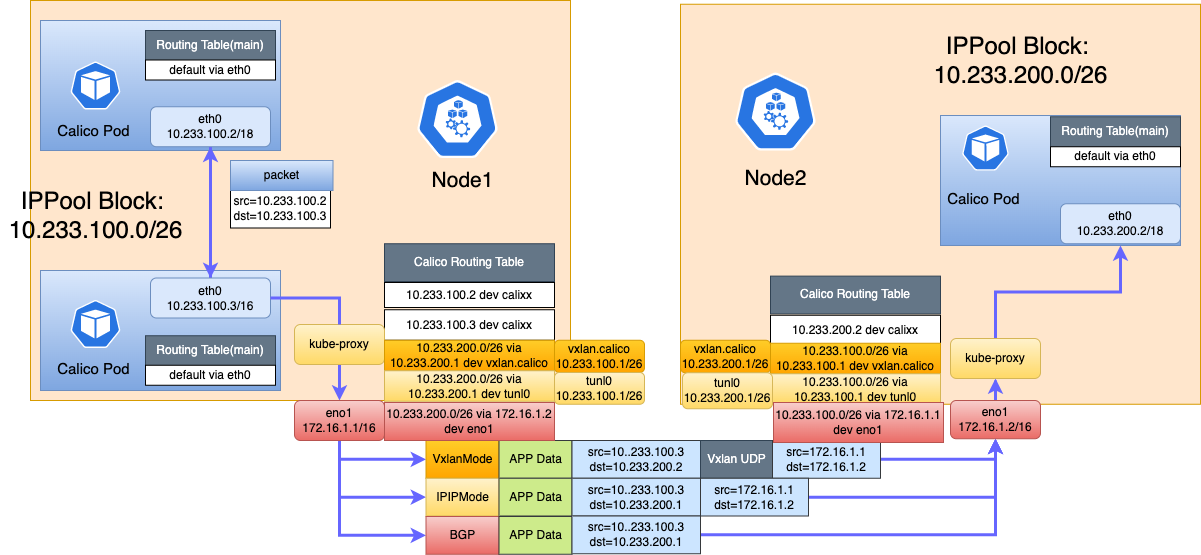 Routing Table(main)
default via eth0
Calico Pod
eth0
10.233.100.2/18
packet
src=10.233.100.2
dst=10.233.100.3
IPPool Block:
10.233.100.0/26
Node1
eth0
10.233.100.3/16
Calico Pod
Routing Table(main)
default via eth0
kube-proxy
eno1
172.16.1.1/16
Calico Routing Table
10.233.100.2 dev calixx
10.233.100.3 dev calixx
10.233.200.0/26 via
10.233.200.1 dev vxlan.calico
vxlan.calico
10.233.100.1/26
10.233.200.0/26 via
10.233.200.1 dev tunl0
tunl0
10.233.100.1/26
10.233.200.0/26 via 172.16.1.2
dev eno1
Node2
IPPool Block:
10.233.200.0/26
Routing Table(main)
default via eth0
Calico Pod
eth0
10.233.200.2/18
Calico Routing Table
10.233.200.2 dev calixx
vxlan.calico
10.233.200.1/26
10.233.100.0/26 via
10.233.100.1 dev vxlan.calico
tunl0
10.233.200.1/26
10.233.100.0/26 via
10.233.100.1 dev tunl0
10.233.100.0/26 via 172.16.1.1
dev eno1
kube-proxy
eno1
172.16.1.2/16
VxlanMode
APP Data
src=10..233.100.3
dst=10.233.200.2
Vxlan UDP
src=172.16.1.1
dst=172.16.1.2
IPIPMode
APP Data
src=10..233.100.3
dst=10.233.200.1
src=172.16.1.1
dst=172.16.1.2
BGP
APP Data
src=10..233.100.3
dst=10.233.200.1